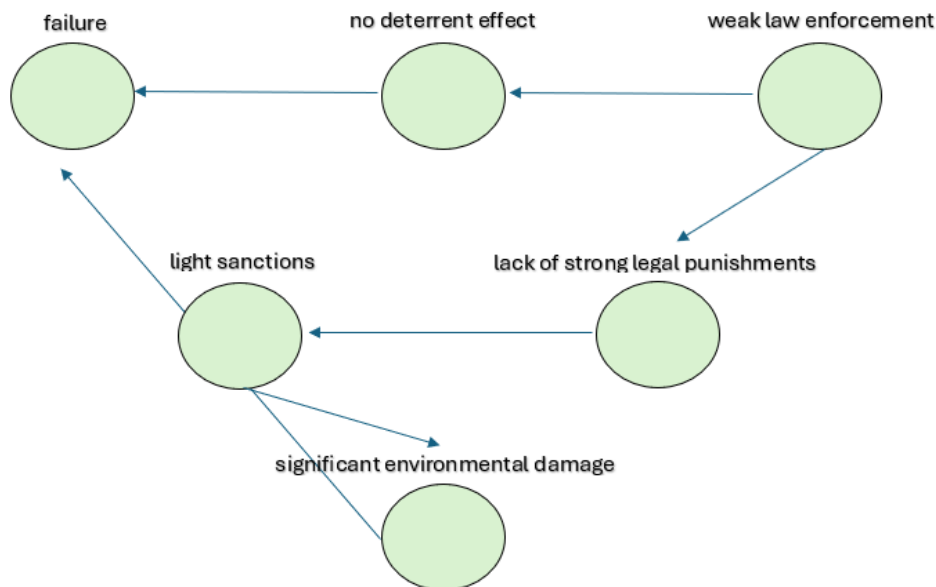 failure
no deterrent effect
weak law enforcement
light sanctions
lack of strong legal punishments
significant environmental damage